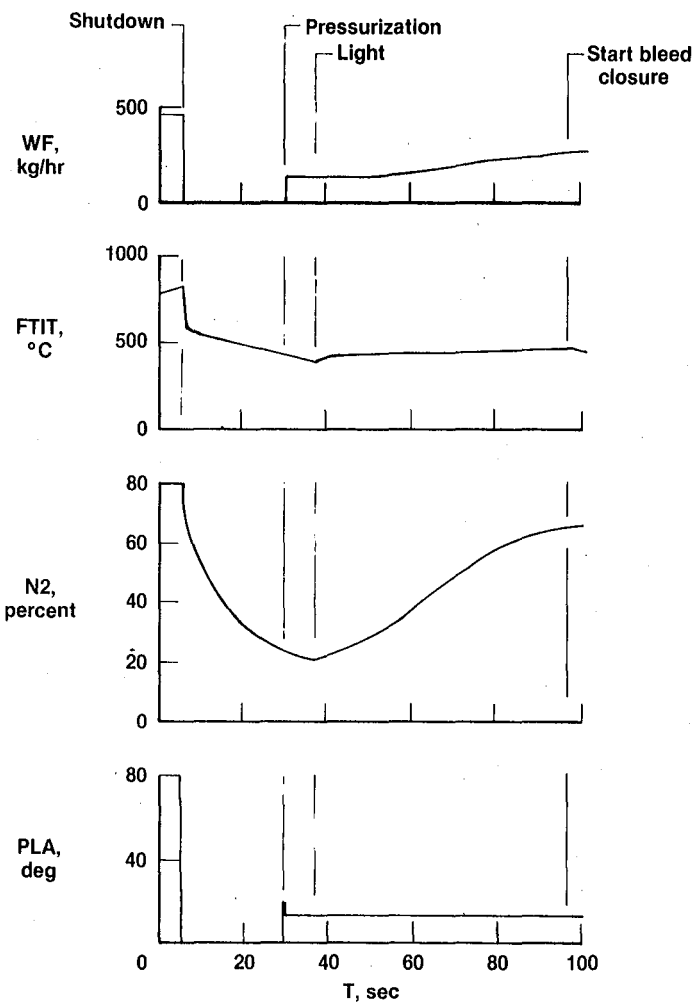 Shutdown
Pressurization
Light
Start bleed
closure
500
WF,
kg/hr
0
1000
FTIT,
°C
500
0
80
60
N2,
percent
40
20
0
80
PLA,
deg
40
0 20 40 60 80 100
T, sec